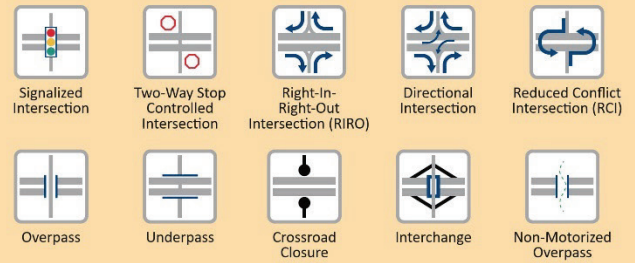 Signalized
Intersection
Two-Way Stop
Controlled
Intersection
Right-In-
Right-Out
Intersection (RIRO)
Directional
Intersection
Reduced Conflict
Intersection (RCI)
Overpass
Underpass
Crossroad
Closure
Interchange
Non-Motorized
Overpass